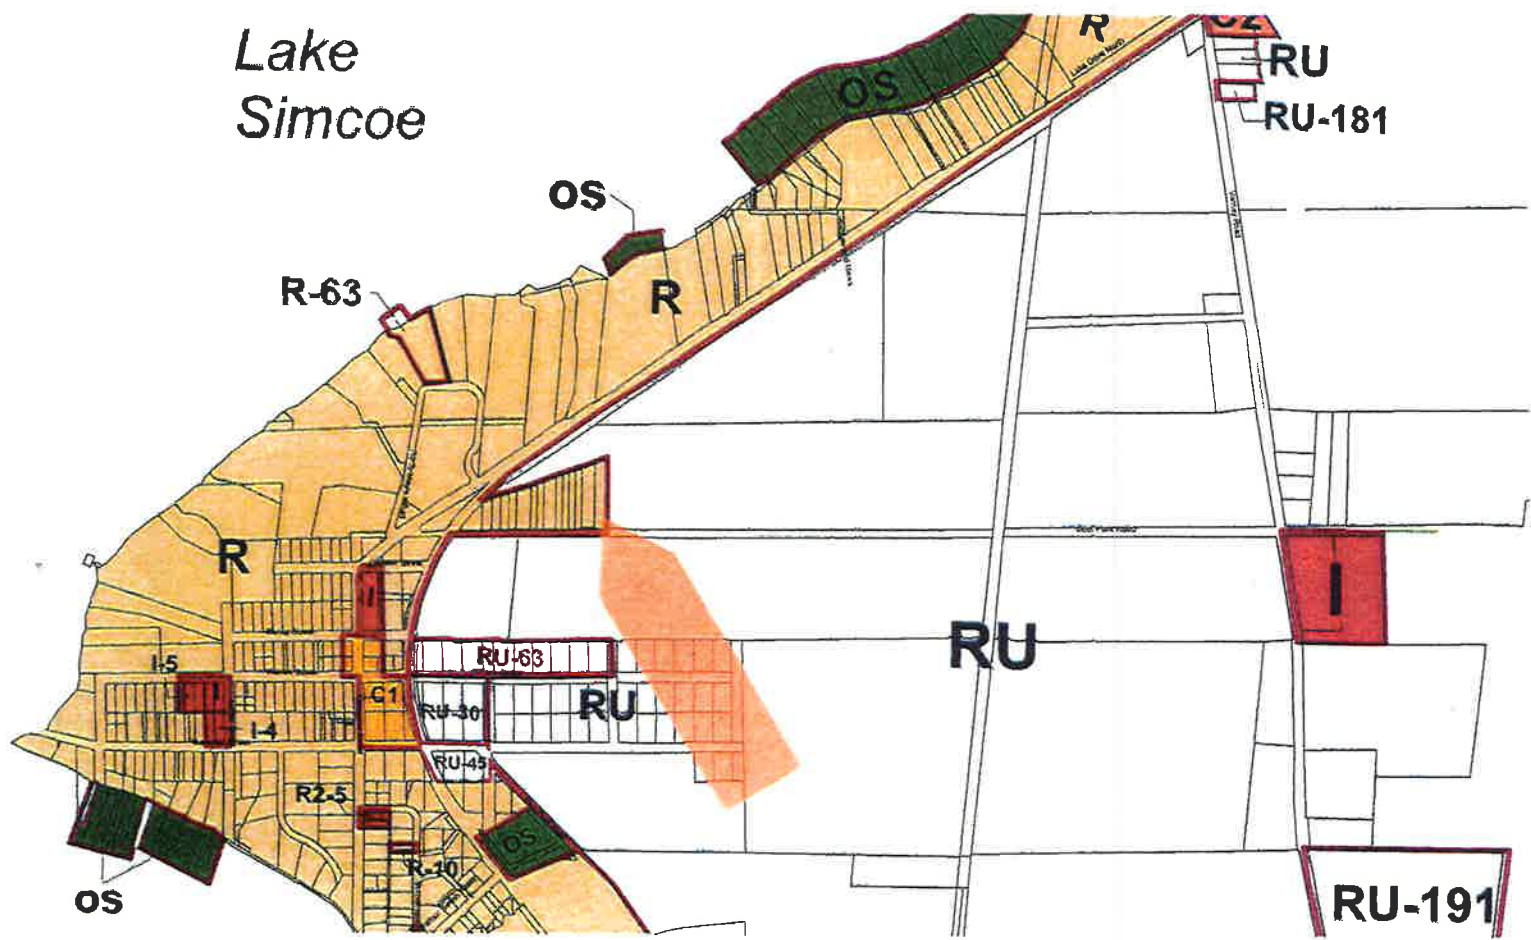 Lake
Simcoe
R
C2
RU
RU-181
OS
OS
R-63
R
R
I
RU
RU-63
I-5
I
C1
RU-30
RU
I-4
RU-45
R2-5
OS
R-10
OS
I
RU-191